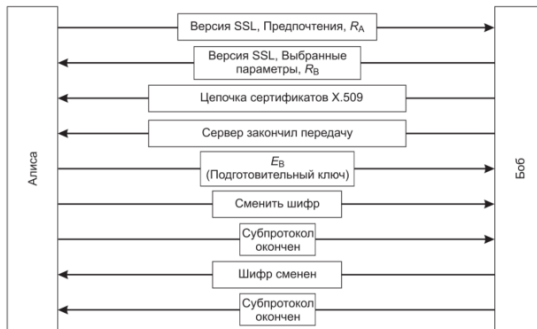 Версия SSL, Предпочтения, RA
Версия SSL, Выбранные
параметры, RB
Цепочка сертификатов X.509
Сервер закончил передачу
EB
(Подготовительный ключ)
Сменить шифр
Субпротокол
окончен
Шифр сменен
Субпротокол
окончен
Алиса
Боб